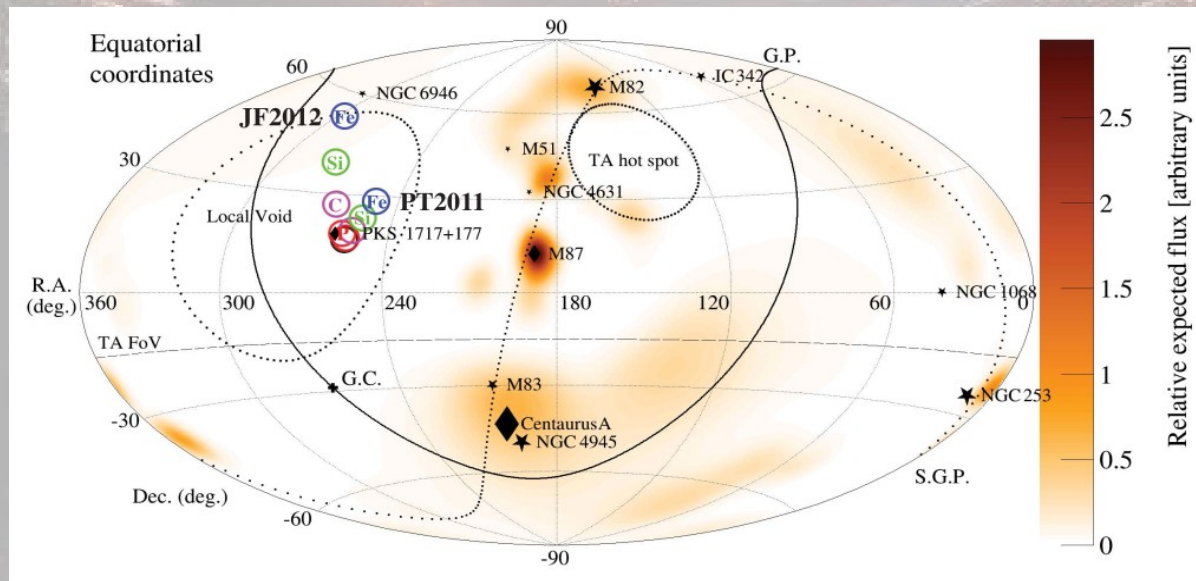 Equatorial
coordinates
90
G.P.
60
NGC 6946
M82
IC 342
JF2012
Fe
Si
M51
TA hot spot
30
C
Fe
PT2011
NGC 4631
Local Void
Si
P
PKS 1717+177
M87
R.A.
(deg.)
360
300
240
180
120
60
0
NGC 1068
TA FoV
G.C.
M83
NGC 253
-30
Centaurus A
NGC 4945
Dec. (deg.)
S.G.P.
-60
-90
2.5
2
1.5
1
0.5
0
Relative expected flux [arbitrary units]